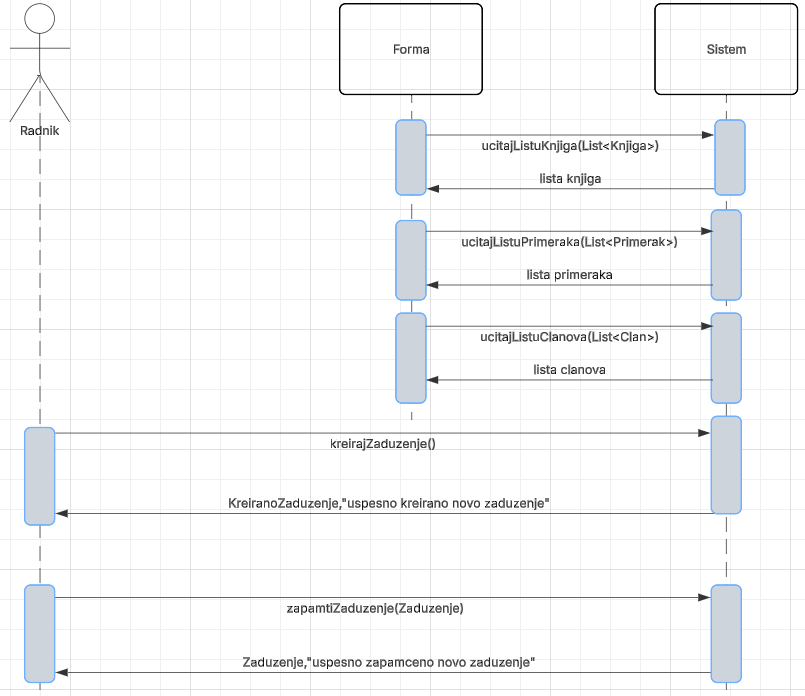 Forma
Sistem
Radnik
ucitajListuKnjiga(List<Knjiga>)
lista knjiga
ucitajListuPrimeraka(List<Primerak>)
lista primeraka
ucitajListuClanova(List<Clan>)
lista clanova
kreirajZaduzenje()
KreiranoZaduzenje,"uspesno kreirano novo zaduzenje"
zapamtiZaduzenje(Zaduzenje)
Zaduzenje,"uspesno zapamceno novo zaduzenje"